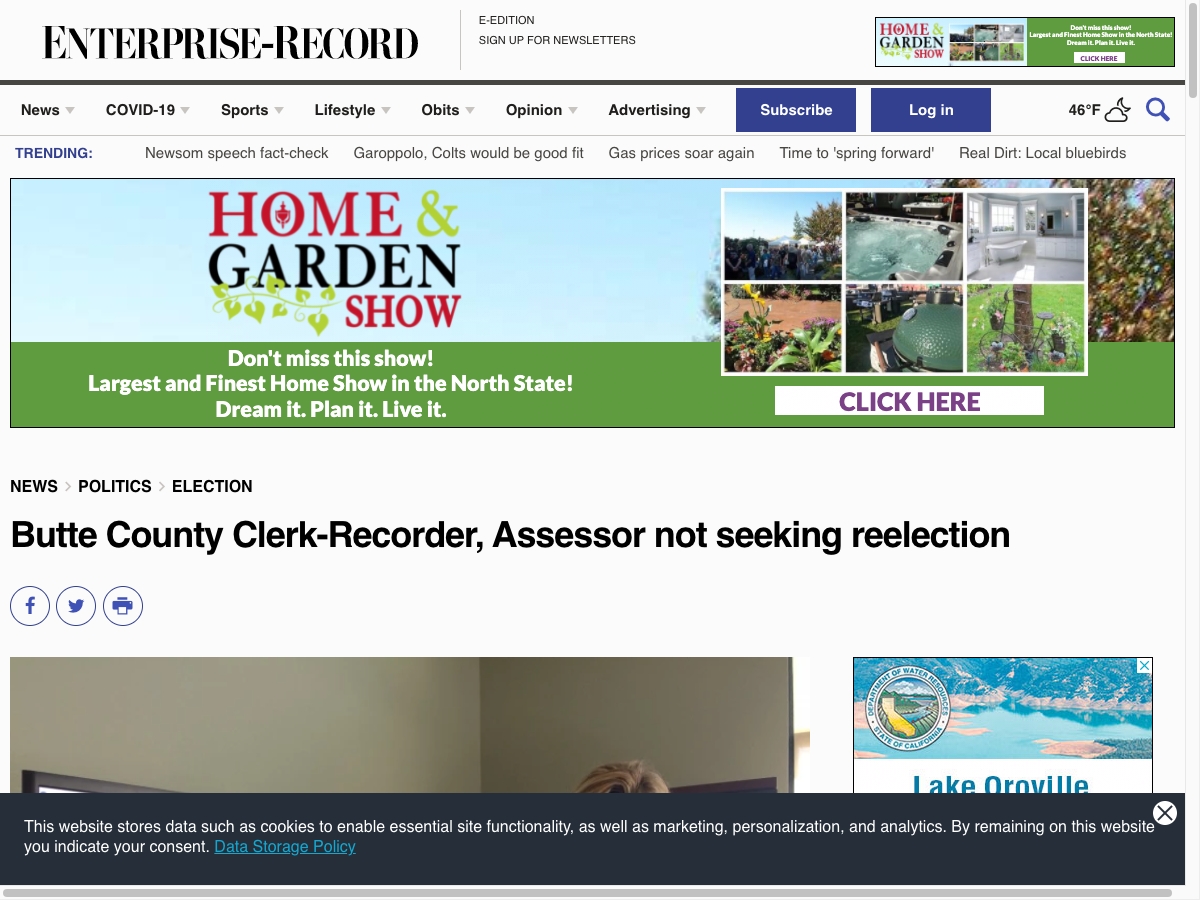 ENTERPRISE-RECORD
E-EDITION
SIGN UP FOR NEWSLETTERS
HOME &
GARDEN
SHOW
Don't miss this show!
Largest and Finest Home Show in the North State!
Dream it. Plan it. Live it.
CLICK HERE
News
COVID-19
Sports
Lifestyle
Obits
Opinion
Advertising
Subscribe
Log in
46°F
TRENDING:
Newsom speech fact-check
Garoppolo, Colts would be good fit
Gas prices soar again
Time to 'spring forward'
Real Dirt: Local bluebirds
HOME &
GARDEN
SHOW
Don't miss this show!
Largest and Finest Home Show in the North State!
Dream it. Plan it. Live it.
CLICK HERE
NEWS > POLITICS > ELECTION
Butte County Clerk-Recorder, Assessor not seeking reelection
DEPARTMENT OF WATER RESOURCES
STATE OF CALIFORNIA
Lake Oroville
This website stores data such as cookies to enable essential site functionality, as well as marketing, personalization, and analytics. By remaining on this website
you indicate your consent. Data Storage Policy